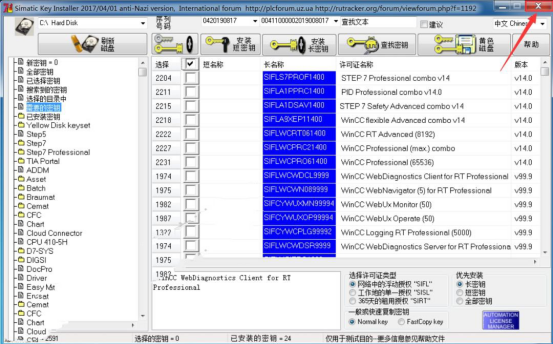 Simatic Key Installer 2017/04/01 anti-Nazi version, International forum http://plcforum.uz.ua http://rutracker.org/forum/viewforum.php?f=1192
C:\ Hard Disk
序列号码
0420190817
00411000002019081 7 查找文本
建议
中文 Chinese
刷新磁盘
安装短密钥
安装长密钥
查找密钥
黄色磁盘
帮助
新密钥 = 0
全部密钥
已选择密钥
搜索到的密钥
选择的目录中
需要的密钥
已安装密钥
Yellow Disk keyset
Step5
Step7
Step7 Professional
TIA Portal
ADDM
Asset
Batch
Braumat
Cemat
CFC
Chart
Cloud Connector
CPU 410-5H
D7-SYS
DIGSI
DocPro
Driver
Easy Mit
Ensat
Cemat
CFC
Chart
Cloud
选择 短名称 长名称 许可证名称 版本
2204 SIFLS7PROF1400 STEP 7 Professional combo v14 v14.0
2211 SIFLA1PPRC1400 PID Professional combo v14 v14.0
2215 SIFLA1DSAV1400 STEP 7 Safety Advanced combo v14 v14.0
2218 SIFLA9XEP11400 WinCC flexible Advanced combo v14 v14.0
2222 SIFLWCRT061400 WinCC RT Advanced (8192) v14.0
2231 SIFLWCPRC21400 WinCC Professional (max.) combo v14.0
2236 SIFLWCPRO61400 WinCC Professional (65536) v14.0
1974 SIFLWCWDCL9999 WinCC WebDiagnostics Client for RT Professional v99.9
1975 SIFLWCWN089999 WinCC WebNavigator (5) for RT Professional v99.9
1982 SIFCYWUXMN99994 WinCC WebUx Monitor (50) v99.9
1987 SIFCYWUXOP99994 WinCC WebUx Operate (50) v99.9
SIFCYWCPLG99992 WinCC Logging RT Professional (5000) v99.9
1974 SIFLWCWDSR9999 WinCC WebDiagnostics Server for RT Professional v99.9
1975
WinCC WebDiagnostics Client for RT
Professional
选择许可证类型
网络中的浮动授权 "SIFL"
工作地的单一授权 "SISL"
365天的租用授权 "SIRT"
一般或快速复制密钥
Normal key
FastCopy key
优先安装
长密钥
短密钥
全部密钥
AUTOMATION
LICENSE
MANAGER
选择的密钥 = 0
已安装的密钥 = 24
仅用于测试目的--更多信息参见帮助文件